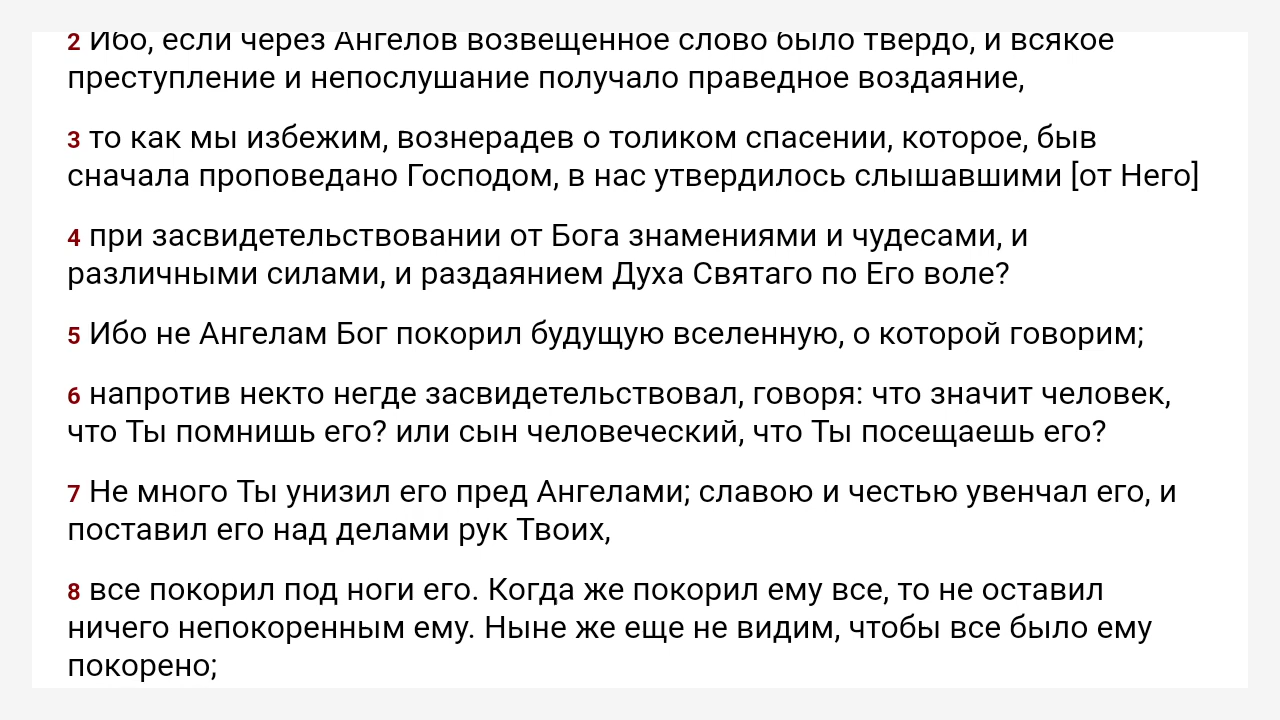 2 Ибо, если через Ангелов возвещенное слово было твердо, и всякое
преступление и непослушание получало праведное воздаяние,
3 то как мы избежим, вознерадев о толиком спасении, которое, быв
сначала проповедано Господом, в нас утвердилось слышавшими [от Него]
4 при засвидетельствовании от Бога знамениями и чудесами, и
различными силами, и раздаянием Духа Святаго по Его воле?
5 Ибо не Ангелам Бог покорил будущую вселенную, о которой говорим;
6 напротив некто негде засвидетельствовал, говоря: что значит человек,
что Ты помнишь его? или сын человеческий, что Ты посещаешь его?
7 Не много Ты унизил его пред Ангелами; славою и честью увенчал его, и
поставил его над делами рук Твоих,
8 все покорил под ноги его. Когда же покорил ему все, то не оставил
ничего непокоренным ему. Ныне же еще не видим, чтобы все было ему
покорено;